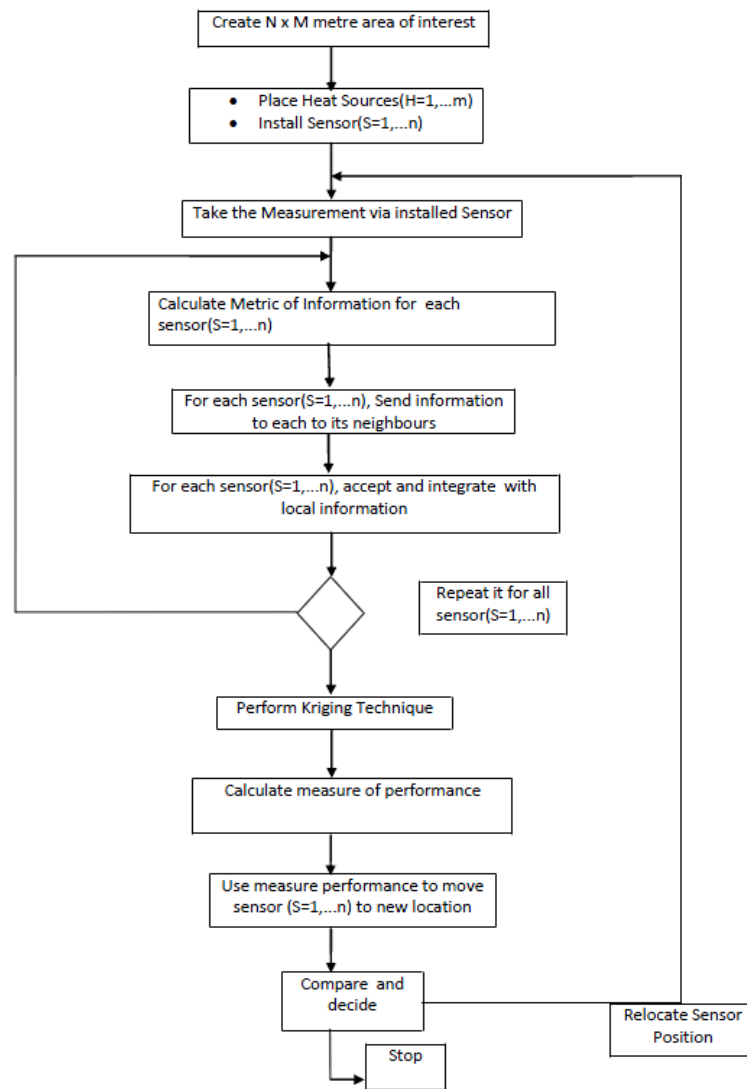 Create N x M metre area of interest
• Place Heat Sources(H=1,...m)
• Install Sensor(S=1,...n)
Take the Measurement via installed Sensor
Calculate Metric of Information for each
sensor(S=1,...n)
For each sensor(S=1,...n), Send information
to each to its neighbours
For each sensor(S=1,...n), accept and integrate with
local information
Repeat it for all
sensor(S=1,...n)
Perform Kriging Technique
Calculate measure of performance
Use measure performance to move
sensor (S=1,...n) to new location
Compare and
decide
Relocate Sensor
Position
Stop